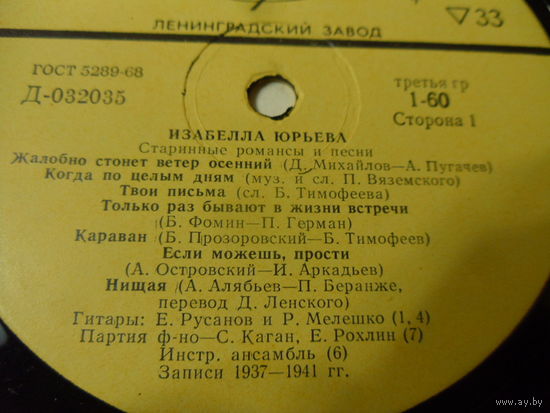 ЛЕНИНГРАДСКИЙ ЗАВОД
▽33
ГОСТ 5289-68
Д-032035
третья гр
1-60
Сторона 1
ИЗАБЕЛЛА ЮРЬЕВА
Старинные романсы и песни
Жалобно стонет ветер осенний (Д. Михайлов—А. Пугачев)
Когда по целым дням (муз. и сл. П. Вяземского)
Твои письма (сл. Б. Тимофеева)
Только раз бывают в жизни встречи
(Б. Фомин—П. Герман)
Караван (Б. Прозоровский—Б. Тимофеев)
Если можешь, прости
(А. Островский—И. Аркадьев)
Нищая (А. Алябьев—П. Беранже,
перевод Д. Ленского)
Гитары: Е. Русанов и Р. Мелешко (1, 4)
Партия ф-но—С. Каган, Е. Рохлин (7)
Инстр. ансамбль (6)
Записи 1937—1941 гг.
www.ay.by